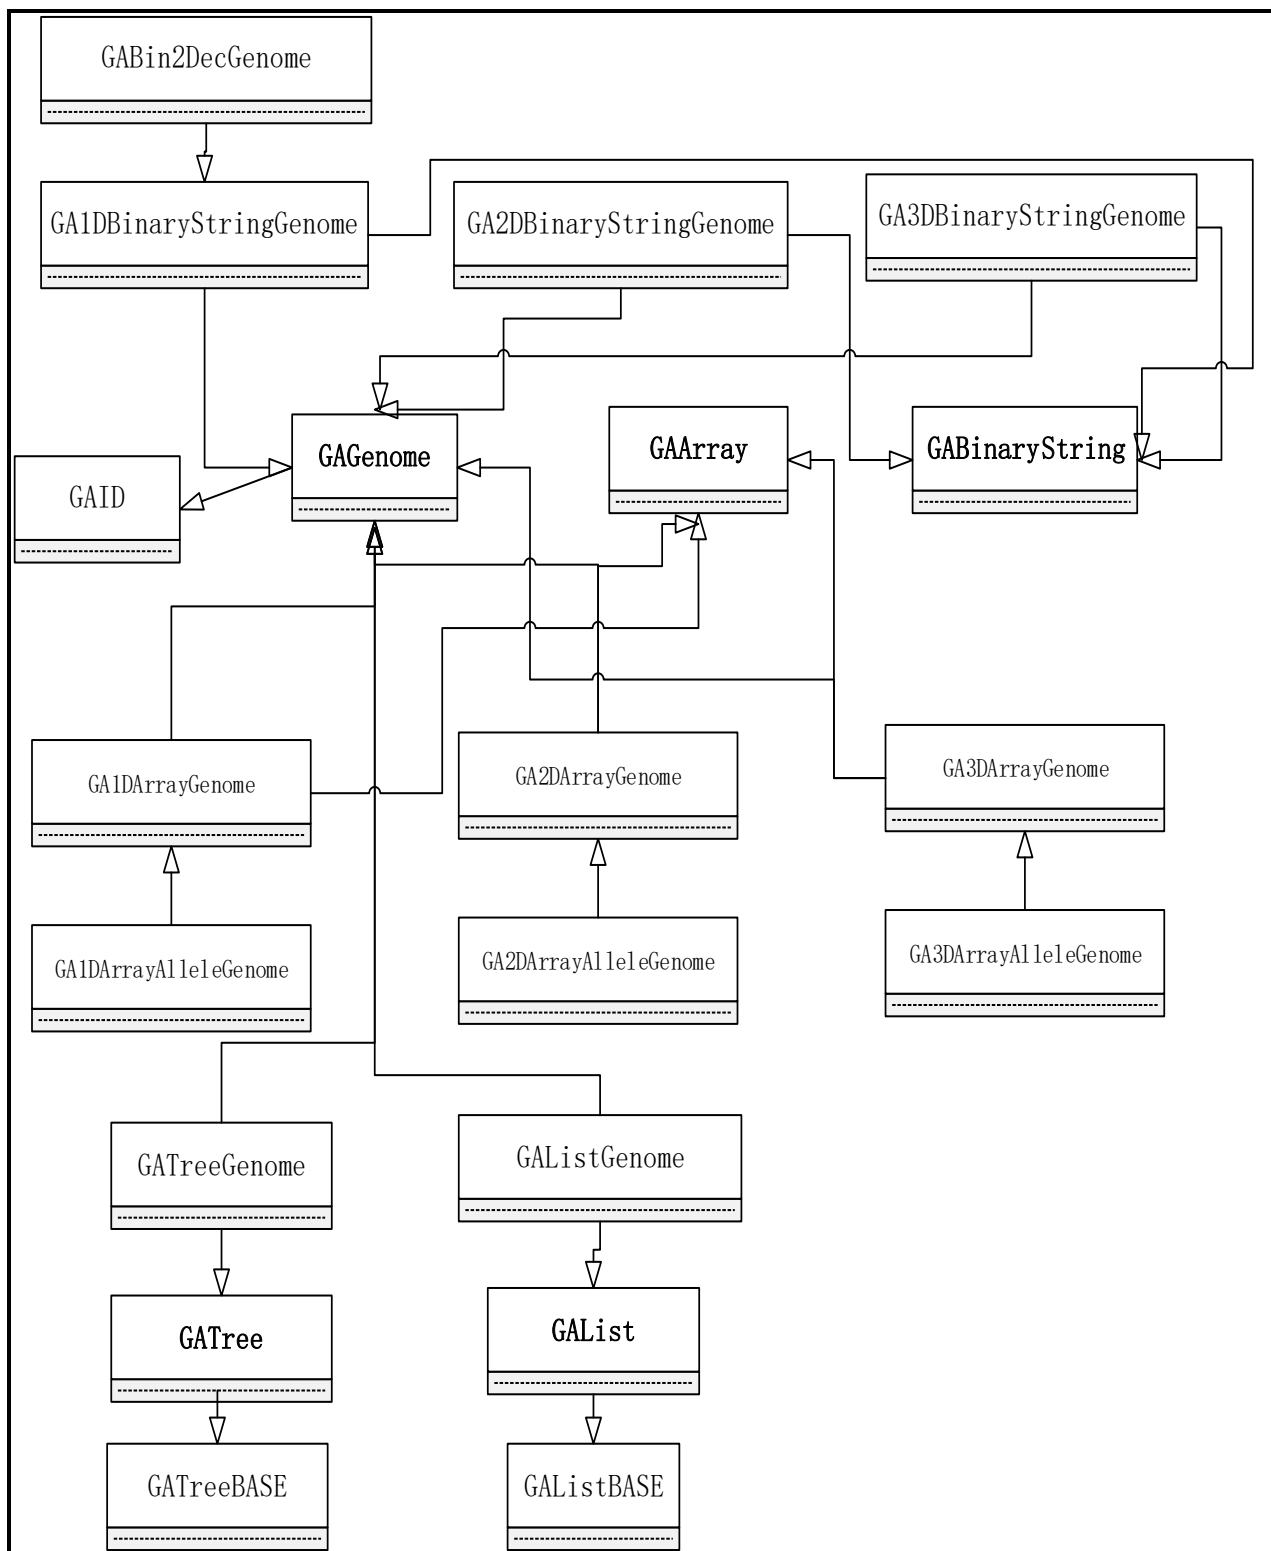 GABin2DecGenome
GA1DBinaryStringGenome
GA2DBinaryStringGenome
GA3DBinaryStringGenome
GAGenome
GAArray
GABinaryString
GAID
GA1DArrayGenome
GA2DArrayGenome
GA3DArrayGenome
GA1DArrayAlleleGenome
GA2DArrayAlleleGenome
GA3DArrayAlleleGenome
GATreeGenome
GAListGenome
GATree
GAList
GATreeBASE
GAListBASE